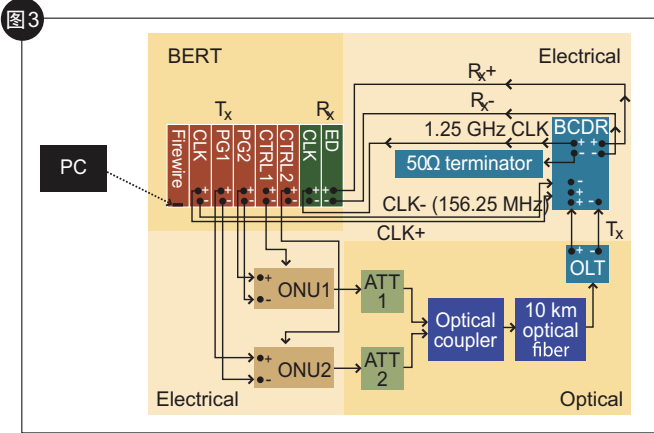 图3
BERT
Electrical
Tx
Rx
Rx+
Rx-
1.25 GHz CLK
BCDR
Firewire
CLK
PG1
PG2
CTRL1
CTRL2
CLK
ED
PC
50Ω terminator
CLK- (156.25 MHz)
CLK+
Tx
OLT
ONU1
ATT
1
Optical
coupler
10 km
optical
fiber
ONU2
ATT
2
Electrical
Optical